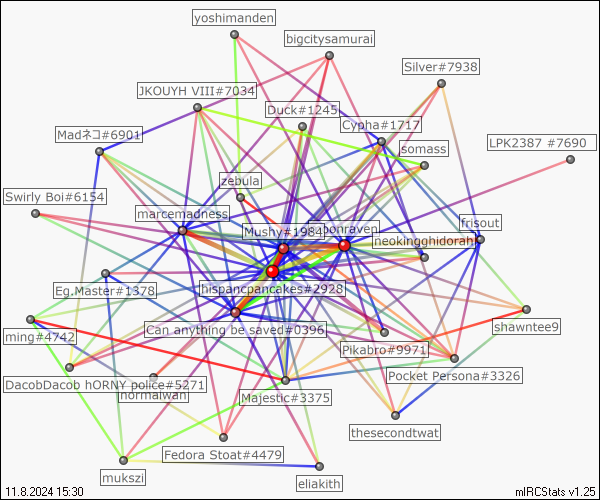 yoshimanden
bigcitysamurai
Silver#7938
JKOUYH VIII#7034
Duck#1245
Cypha#1717
Madネコ#6901
somass
LPK2387 #7690
zebula
Swirly Boi#6154
marcemadness
Mushy#1984
bonraven
frisout
neokingghidorah
Eg.Master#1378
hispancpancakes#2928
Can anything be saved#0396
shawntee9
ming#4742
Pikabro#9971
Pocket Persona#3326
DacobDacob hORNY police#5271
normalwan
Majestic#3375
thesecondtwat
Fedora Stoat#4479
mukszi
eliakith
11.8.2024 15:30
mIRCStats v1.25